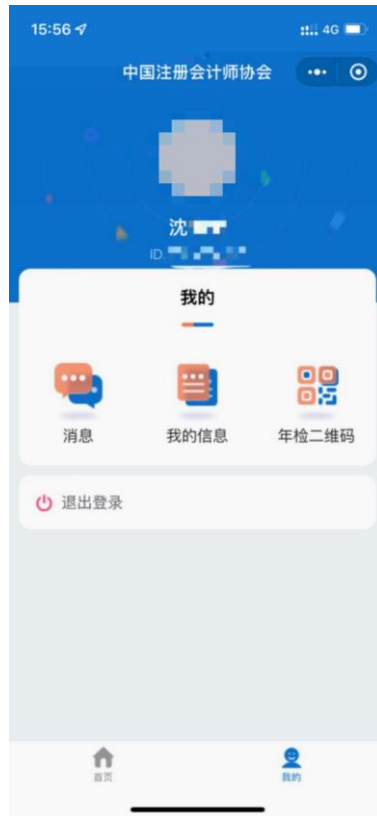 15:56
4G
中国注册会计师协会
沈
ID.
我的
消息
我的信息
年检二维码
退出登录
首页
我的